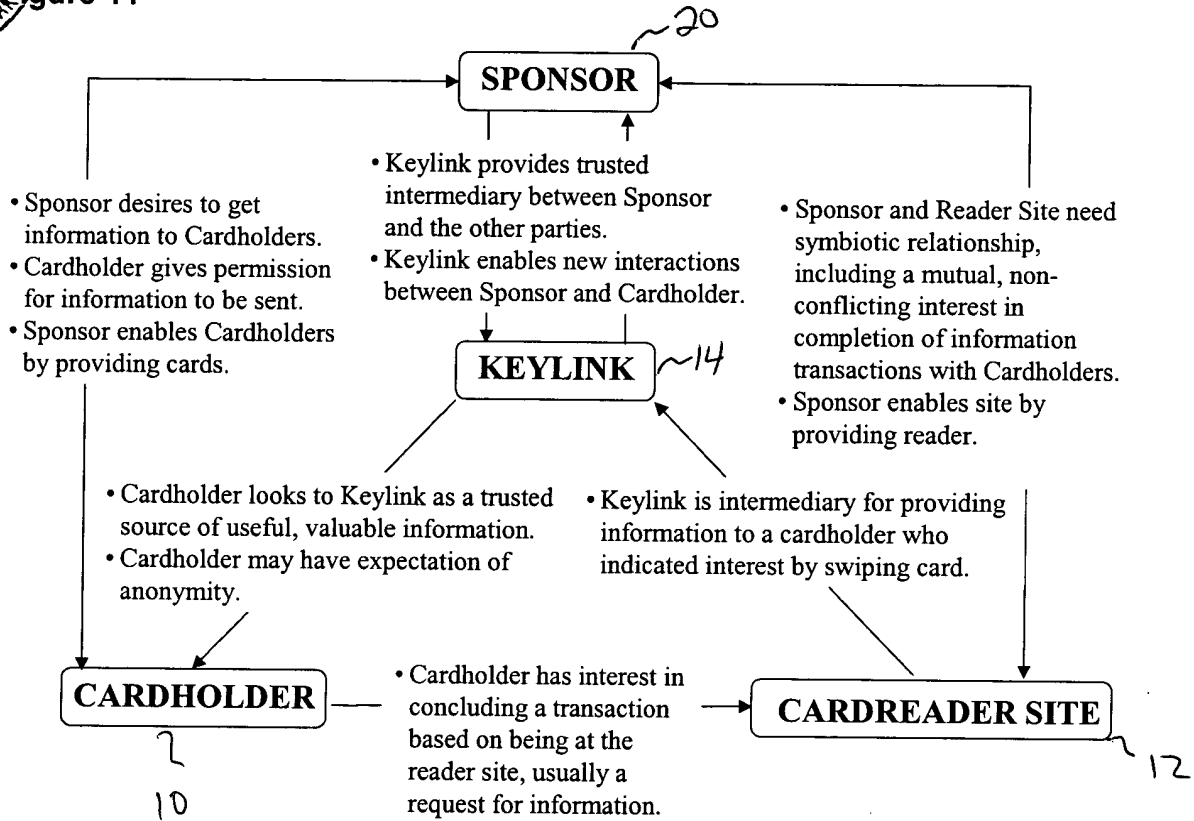 gure 11
20
SPONSOR
• Sponsor desires to get
information to Cardholders.
• Cardholder gives permission
for information to be sent.
• Sponsor enables Cardholders
by providing cards.
• Keylink provides trusted
intermediary between Sponsor
and the other parties.
• Keylink enables new interactions
between Sponsor and Cardholder.
• Sponsor and Reader Site need
symbiotic relationship,
including a mutual, non-
conflicting interest in
completion of information
transactions with Cardholders.
• Sponsor enables site by
providing reader.
KEYLINK
14
• Cardholder looks to Keylink as a trusted
source of useful, valuable information.
• Cardholder may have expectation of
anonymity.
• Keylink is intermediary for providing
information to a cardholder who
indicated interest by swiping card.
CARDHOLDER
10
• Cardholder has interest in
concluding a transaction
based on being at the
reader site, usually a
request for information.
CARDREADER SITE
12